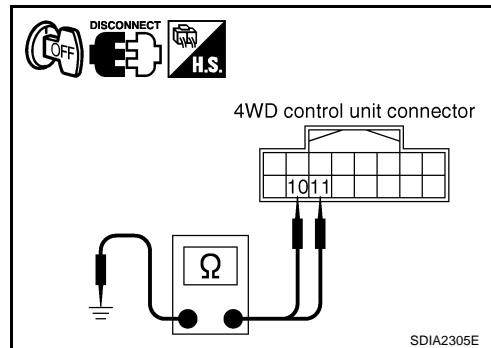 DISCONNECT
OFF
H.S.
4WD control unit connector
10 11
Ω
SDIA2305E